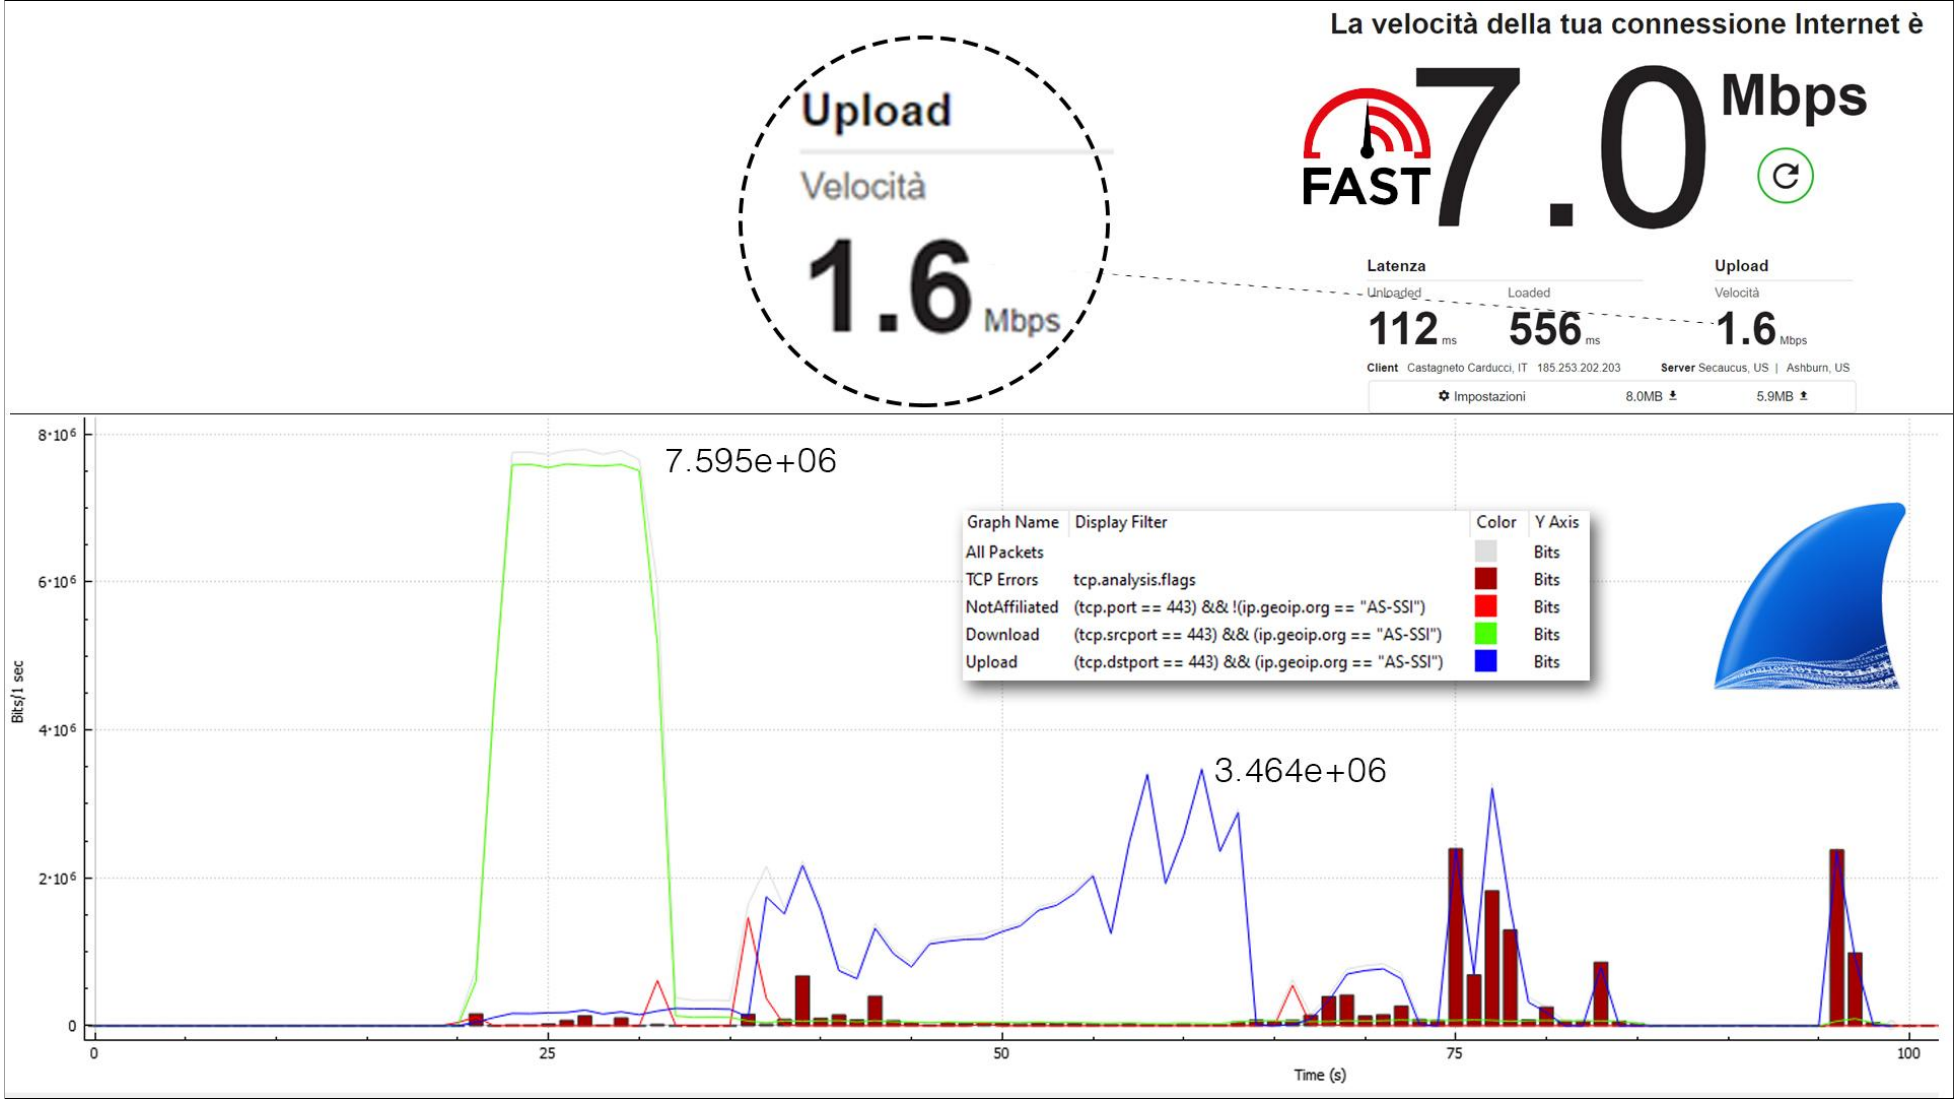 La velocità della tua connessione Internet è
FAST
7.0 Mbps
Upload
Velocità
1.6 Mbps
Latenza
Upload
Unloaded
Loaded
Velocità
112 ms
556 ms
1.6 Mbps
Client Castagneto Carducci, IT 185.253.202.203
Server Secaucus, US | Ashburn, US
Impostazioni
8.0MB
5.9MB
8·10⁶
6·10⁶
4·10⁶
2·10⁶
0
Bits/1 sec
7.595e+06
3.464e+06
Graph Name Display Filter Color Y Axis
All Packets Bits
TCP Errors tcp.analysis.flags Bits
NotAffiliated (tcp.port == 443) && !(ip.geoip.org == "AS-SSI") Bits
Download (tcp.srcport == 443) && (ip.geoip.org == "AS-SSI") Bits
Upload (tcp.dstport == 443) && (ip.geoip.org == "AS-SSI") Bits
0 25 50 75 100
Time (s)